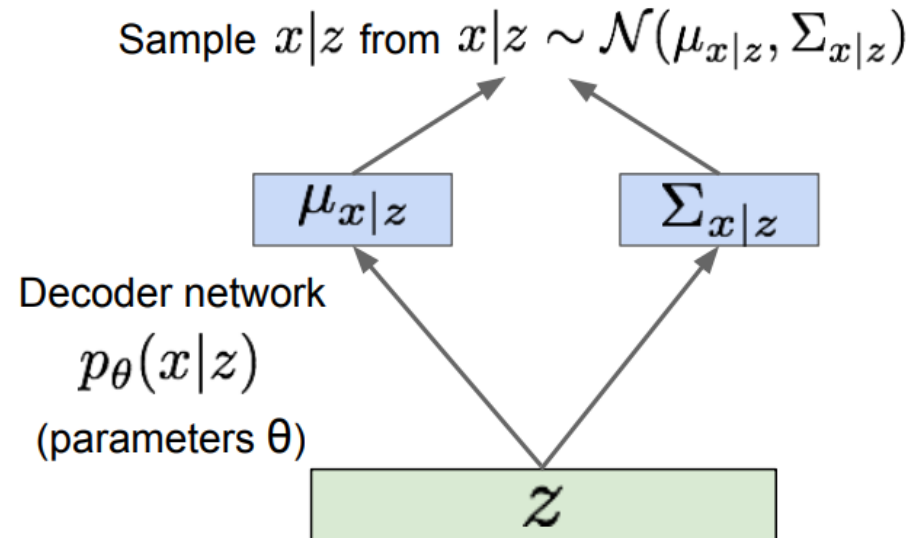 Sample x|z from x|z ∼ 𝒩(μ_{x|z}, Σ_{x|z})
μ_{x|z}
Σ_{x|z}
Decoder network
p_θ(x|z)
(parameters θ)
z